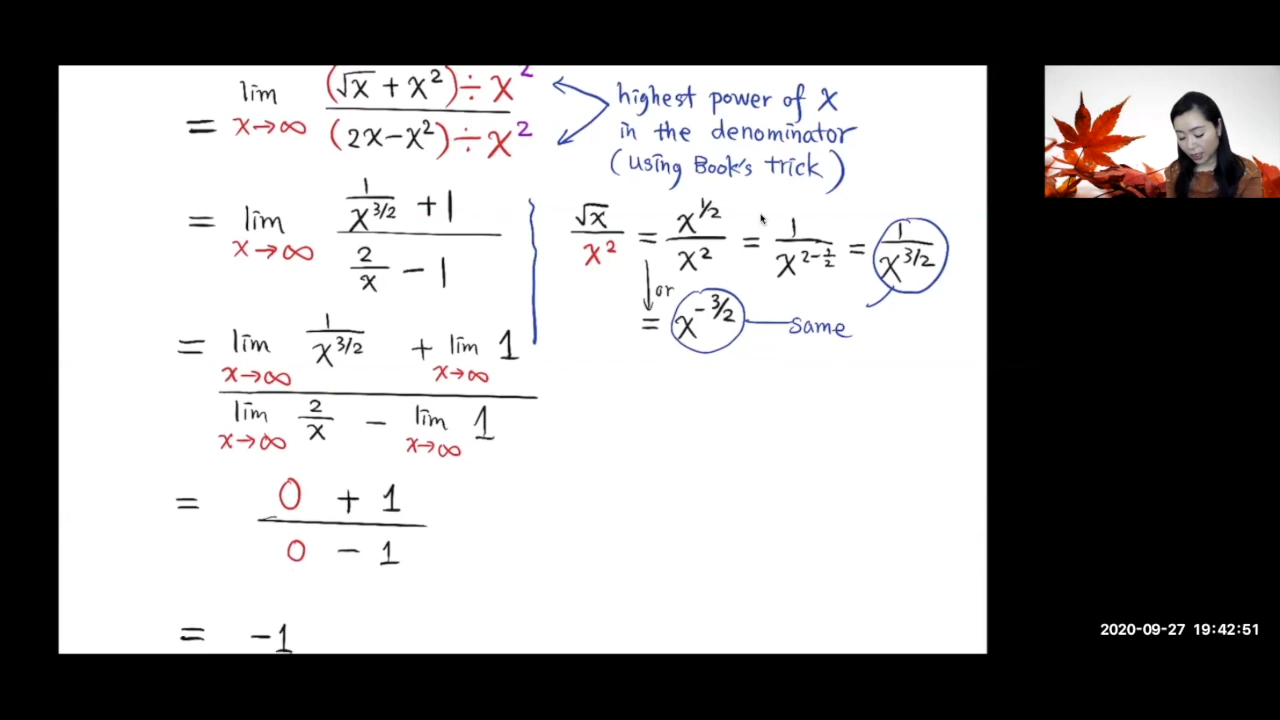 = lim x→∞ (√x + x²) ÷ x² / (2x − x²) ÷ x²
highest power of x
in the denominator
(using Book's trick)
= lim x→∞ (1/x^(3/2) + 1) / (2/x − 1)
√x/x² = x^(1/2)/x² = 1/x^(2−1/2) = 1/x^(3/2)
or
= x^(−3/2) same
= (lim x→∞ 1/x^(3/2) + lim x→∞ 1) / (lim x→∞ 2/x − lim x→∞ 1)
= (0 + 1) / (0 − 1)
= −1
2020-09-27 19:42:51